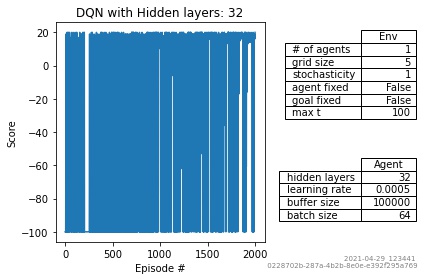 DQN with Hidden layers: 32
Score
20
0
−20
−40
−60
−80
−100
0
500
1000
1500
2000
Episode #
Env
# of agents 1
grid size 5
stochasticity 1
agent fixed False
goal fixed False
max t 100
Agent
hidden layers 32
learning rate 0.0005
buffer size 100000
batch size 64
2021-04-29_123441
0228702b-287a-4b2b-8e0e-e392f295a769